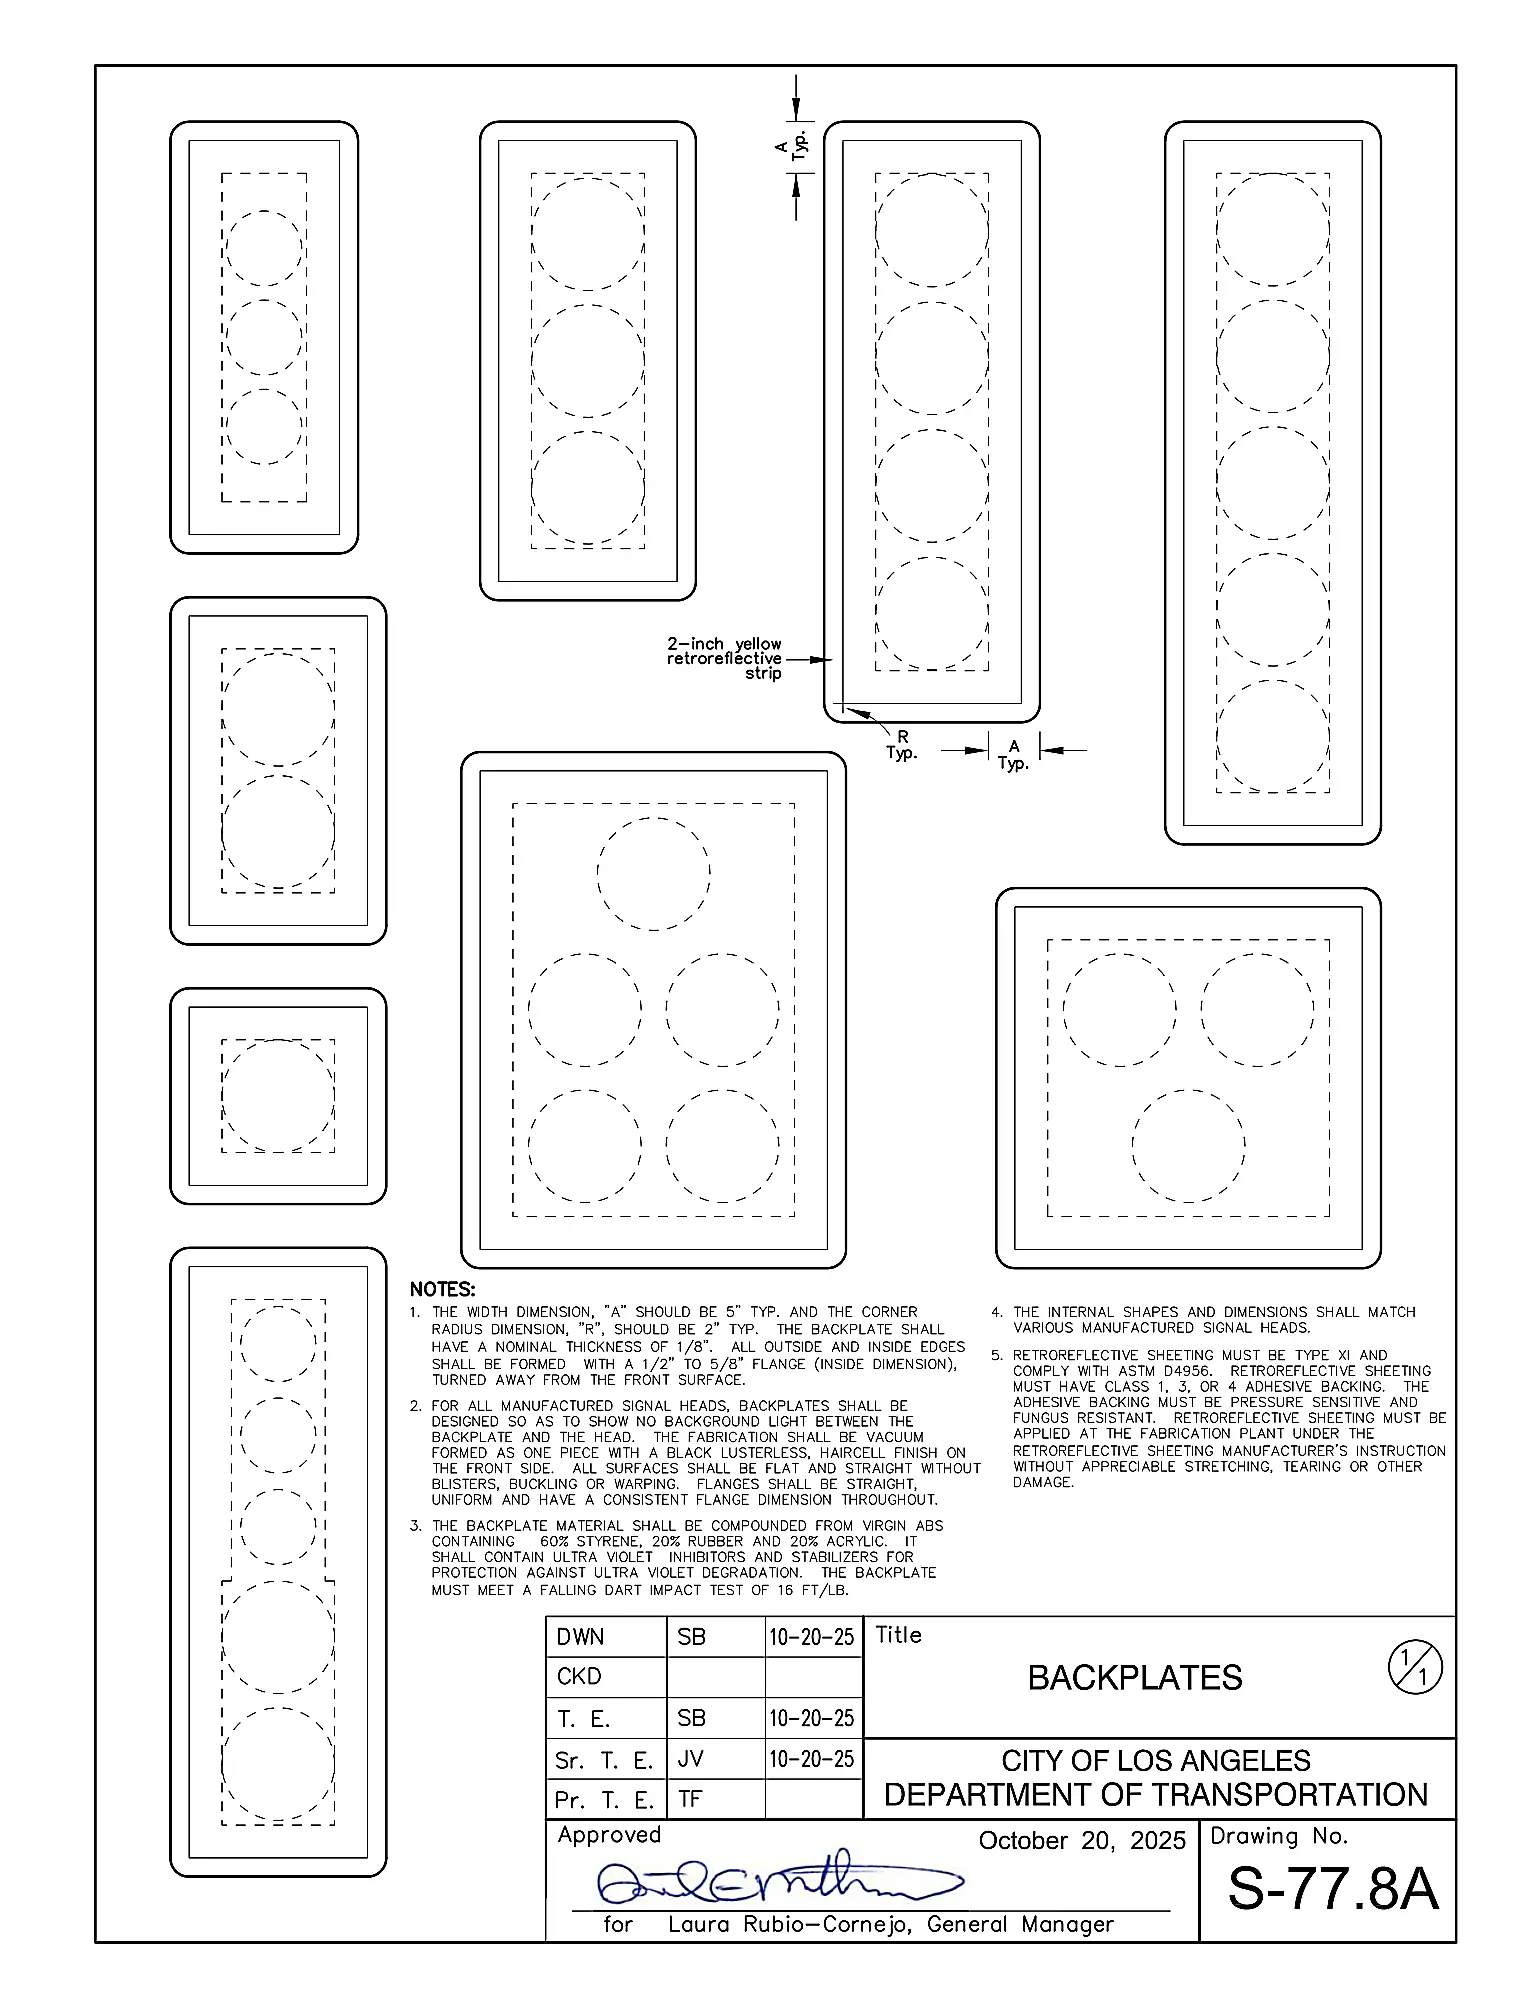 A
Typ.
2-inch yellow
retroreflective
strip
R
Typ.
A
Typ.
NOTES:
1. THE WIDTH DIMENSION, "A" SHOULD BE 5" TYP. AND THE CORNER
RADIUS DIMENSION, "R", SHOULD BE 2" TYP. THE BACKPLATE SHALL
HAVE A NOMINAL THICKNESS OF 1/8". ALL OUTSIDE AND INSIDE EDGES
SHALL BE FORMED WITH A 1/2" TO 5/8" FLANGE (INSIDE DIMENSION),
TURNED AWAY FROM THE FRONT SURFACE.
2. FOR ALL MANUFACTURED SIGNAL HEADS, BACKPLATES SHALL BE
DESIGNED SO AS TO SHOW NO BACKGROUND LIGHT BETWEEN THE
BACKPLATE AND THE HEAD. THE FABRICATION SHALL BE VACUUM
FORMED AS ONE PIECE WITH A BLACK LUSTERLESS, HAIRCELL FINISH ON
THE FRONT SIDE. ALL SURFACES SHALL BE FLAT AND STRAIGHT WITHOUT
BLISTERS, BUCKLING OR WARPING. FLANGES SHALL BE STRAIGHT,
UNIFORM AND HAVE A CONSISTENT FLANGE DIMENSION THROUGHOUT.
3. THE BACKPLATE MATERIAL SHALL BE COMPOUNDED FROM VIRGIN ABS
CONTAINING 60% STYRENE, 20% RUBBER AND 20% ACRYLIC. IT
SHALL CONTAIN ULTRA VIOLET INHIBITORS AND STABILIZERS FOR
PROTECTION AGAINST ULTRA VIOLET DEGRADATION. THE BACKPLATE
MUST MEET A FALLING DART IMPACT TEST OF 16 FT/LB.
4. THE INTERNAL SHAPES AND DIMENSIONS SHALL MATCH
VARIOUS MANUFACTURED SIGNAL HEADS.
5. RETROREFLECTIVE SHEETING MUST BE TYPE XI AND
COMPLY WITH ASTM D4956. RETROREFLECTIVE SHEETING
MUST HAVE CLASS 1, 3, OR 4 ADHESIVE BACKING. THE
ADHESIVE BACKING MUST BE PRESSURE SENSITIVE AND
FUNGUS RESISTANT. RETROREFLECTIVE SHEETING MUST BE
APPLIED AT THE FABRICATION PLANT UNDER THE
RETROREFLECTIVE SHEETING MANUFACTURER'S INSTRUCTION
WITHOUT APPRECIABLE STRETCHING, TEARING OR OTHER
DAMAGE.
DWN SB 10-20-25
CKD
T. E. SB 10-20-25
Sr. T. E. JV 10-20-25
Pr. T. E. TF
Title
BACKPLATES
1/1
CITY OF LOS ANGELES
DEPARTMENT OF TRANSPORTATION
Approved
October 20, 2025
for Laura Rubio-Cornejo, General Manager
Drawing No.
S-77.8A